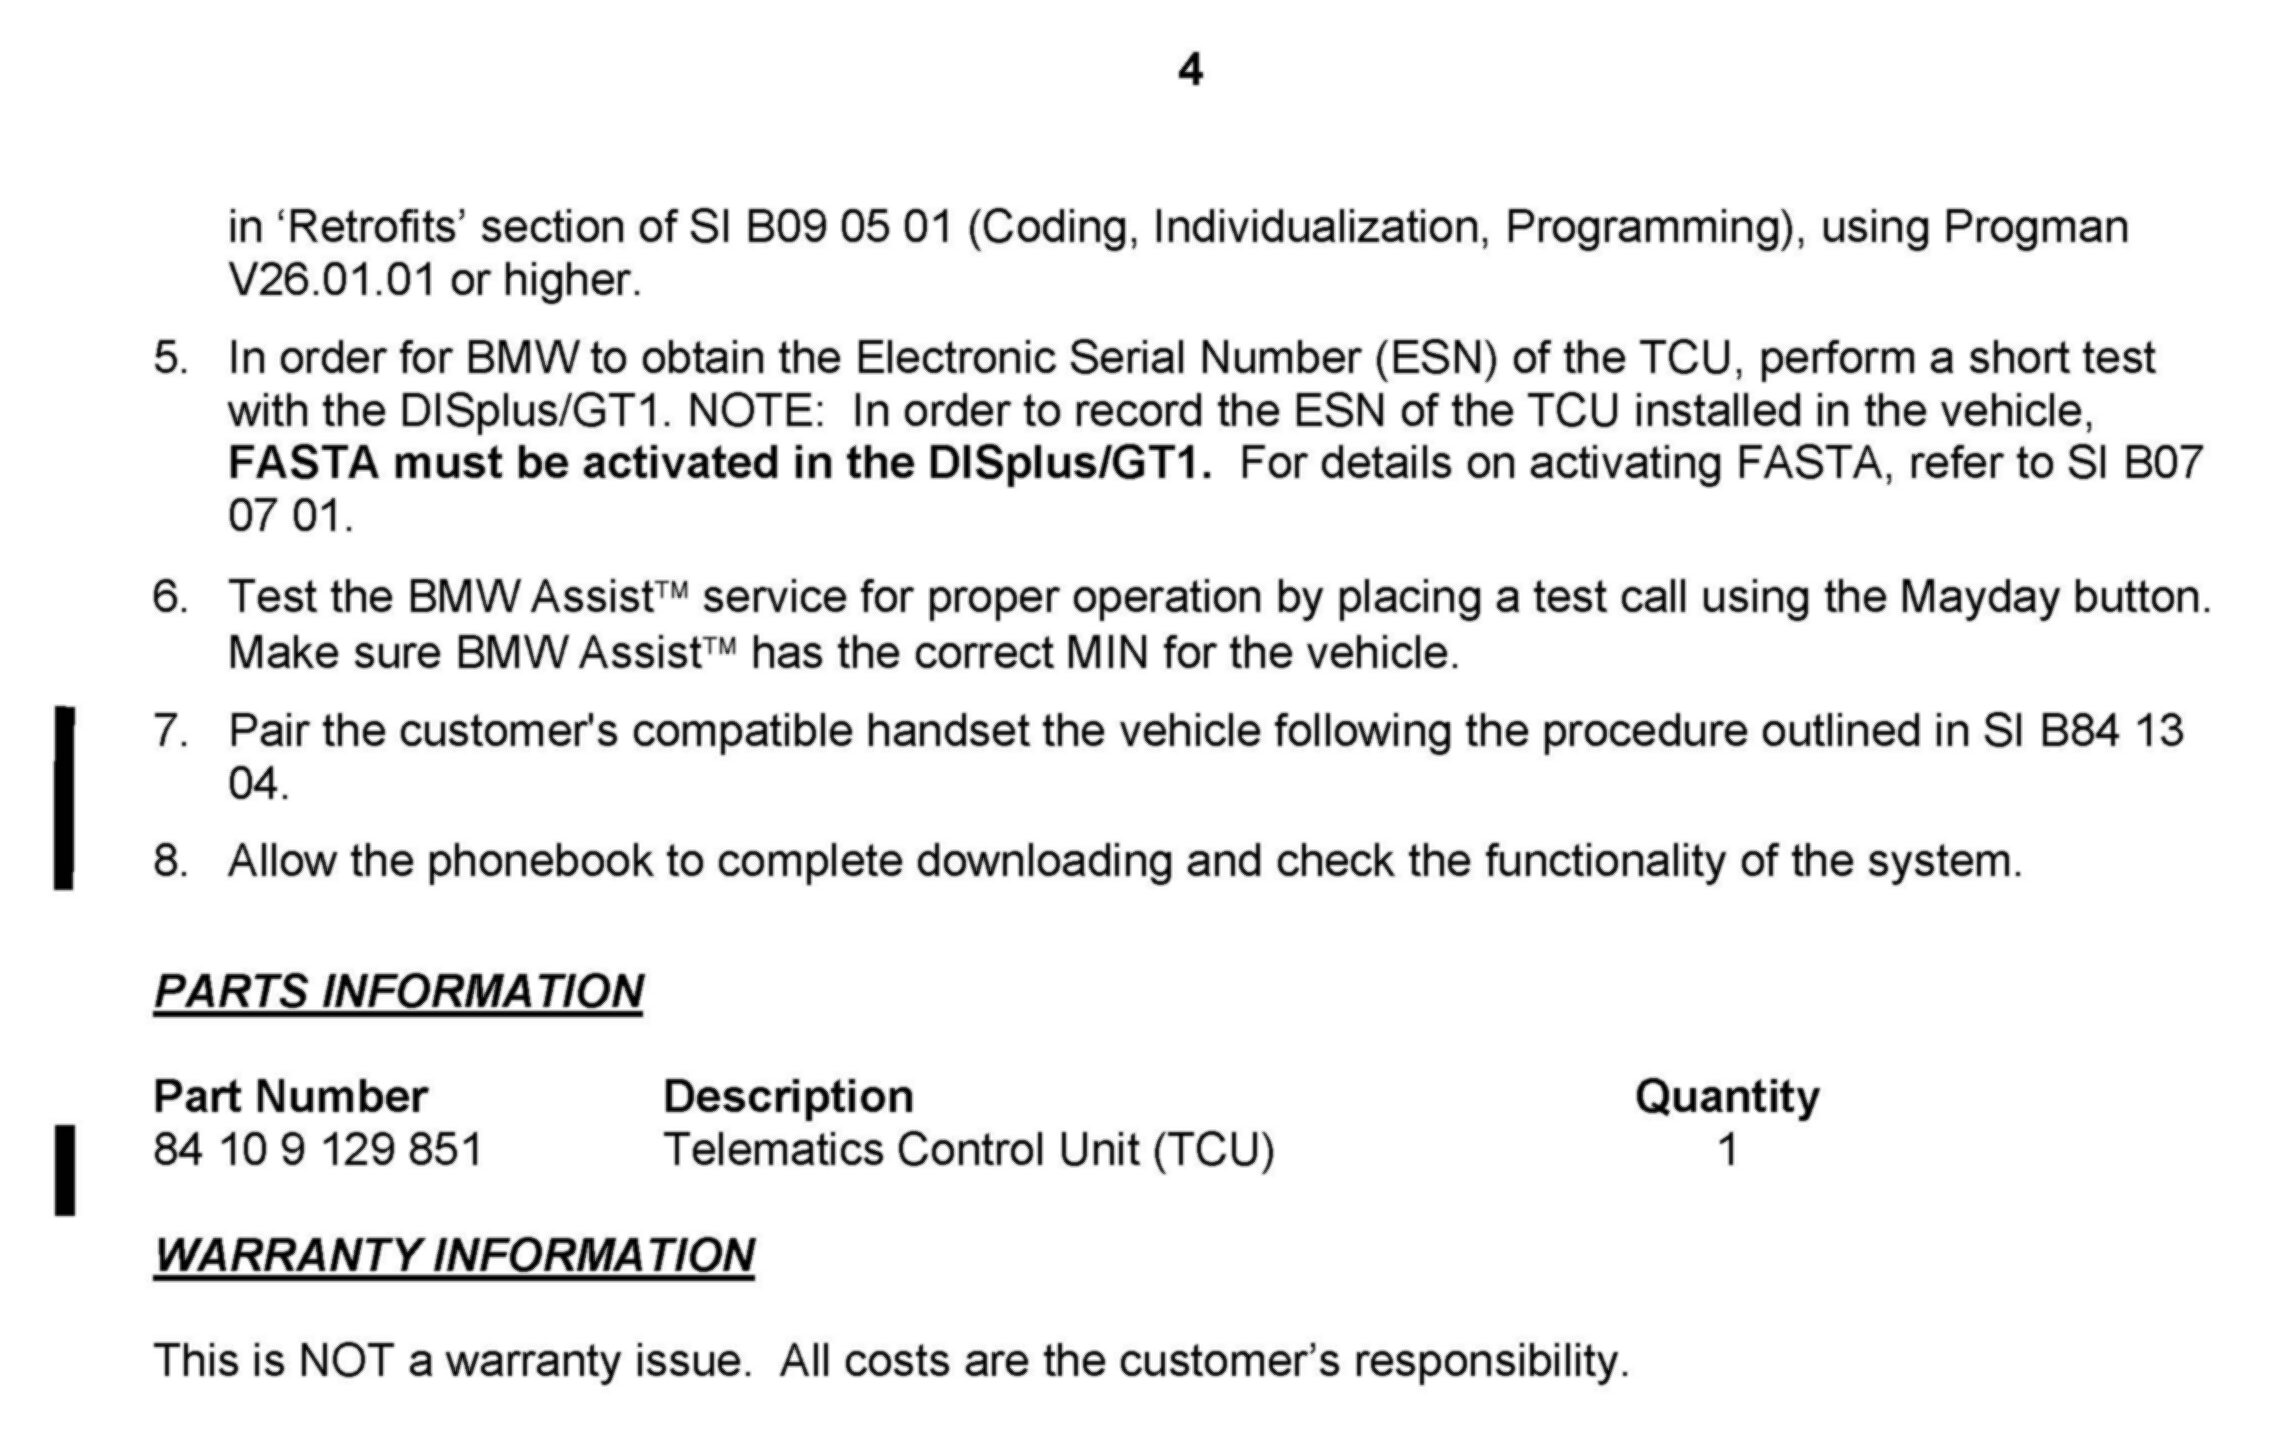 4
in ‘Retrofits’ section of SI B09 05 01 (Coding, Individualization, Programming), using Progman
V26.01.01 or higher.
5. In order for BMW to obtain the Electronic Serial Number (ESN) of the TCU, perform a short test
with the DISplus/GT1. NOTE:  In order to record the ESN of the TCU installed in the vehicle,
FASTA must be activated in the DISplus/GT1.  For details on activating FASTA, refer to SI B07
07 01.
6. Test the BMW Assist™ service for proper operation by placing a test call using the Mayday button.
Make sure BMW Assist™ has the correct MIN for the vehicle.
7. Pair the customer's compatible handset the vehicle following the procedure outlined in SI B84 13
04.
8. Allow the phonebook to complete downloading and check the functionality of the system.
PARTS INFORMATION
Part Number Description Quantity
84 10 9 129 851 Telematics Control Unit (TCU) 1
WARRANTY INFORMATION
This is NOT a warranty issue.  All costs are the customer’s responsibility.